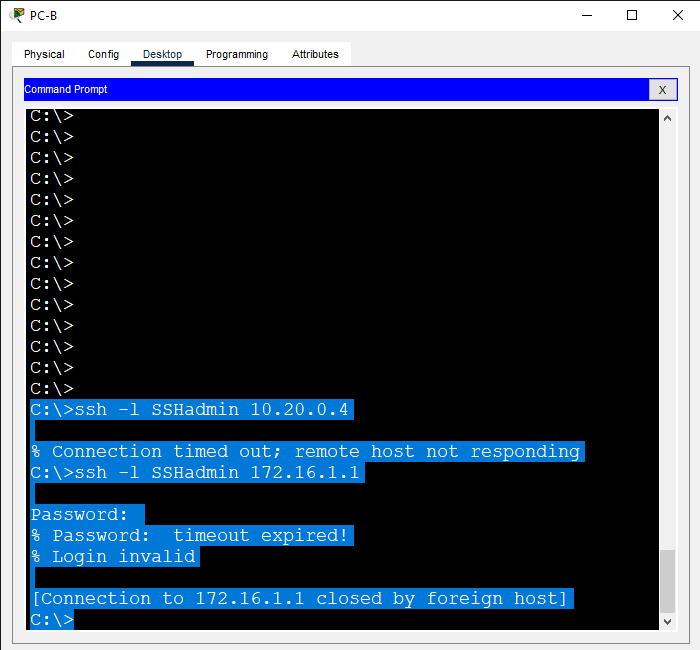 PC-B
Physical Config Desktop Programming Attributes
Command Prompt X
C:\>
C:\>
C:\>
C:\>
C:\>
C:\>
C:\>
C:\>
C:\>
C:\>
C:\>
C:\>
C:\>
C:\>
C:\>ssh -l SSHadmin 10.20.0.4
% Connection timed out; remote host not responding
C:\>ssh -l SSHadmin 172.16.1.1
Password:
% Password:  timeout expired!
% Login invalid
[Connection to 172.16.1.1 closed by foreign host]
C:\>